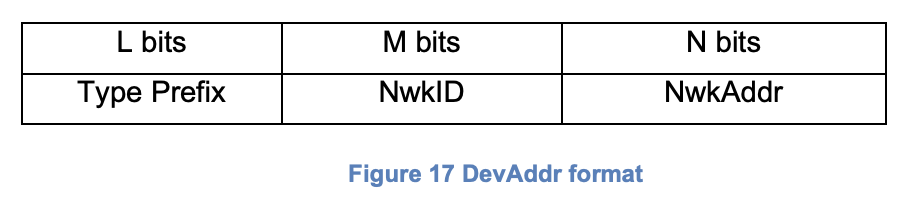 L bits M bits N bits
Type Prefix NwkID NwkAddr
Figure 17 DevAddr format